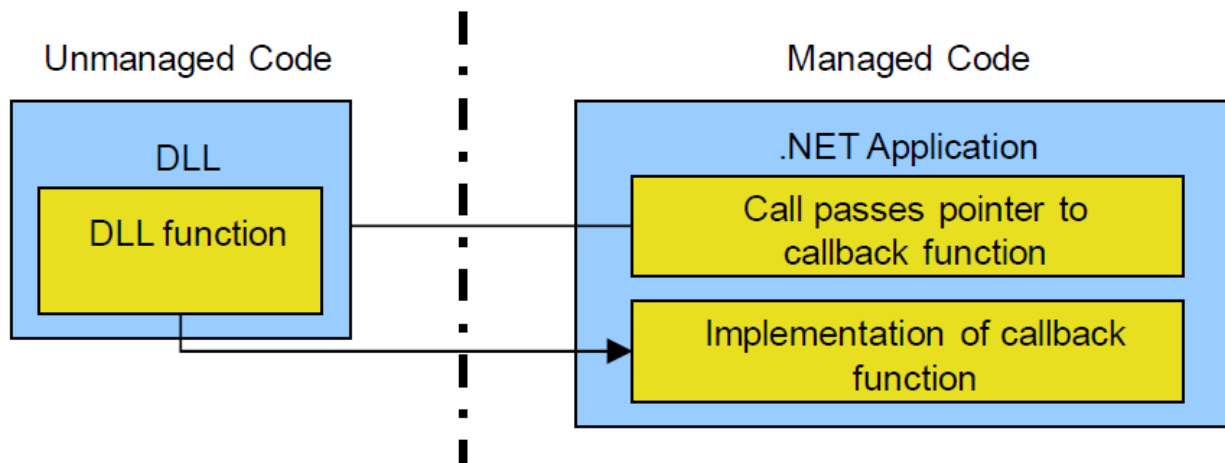 Unmanaged Code
DLL
DLL function
Managed Code
.NET Application
Call passes pointer to
callback function
Implementation of callback
function